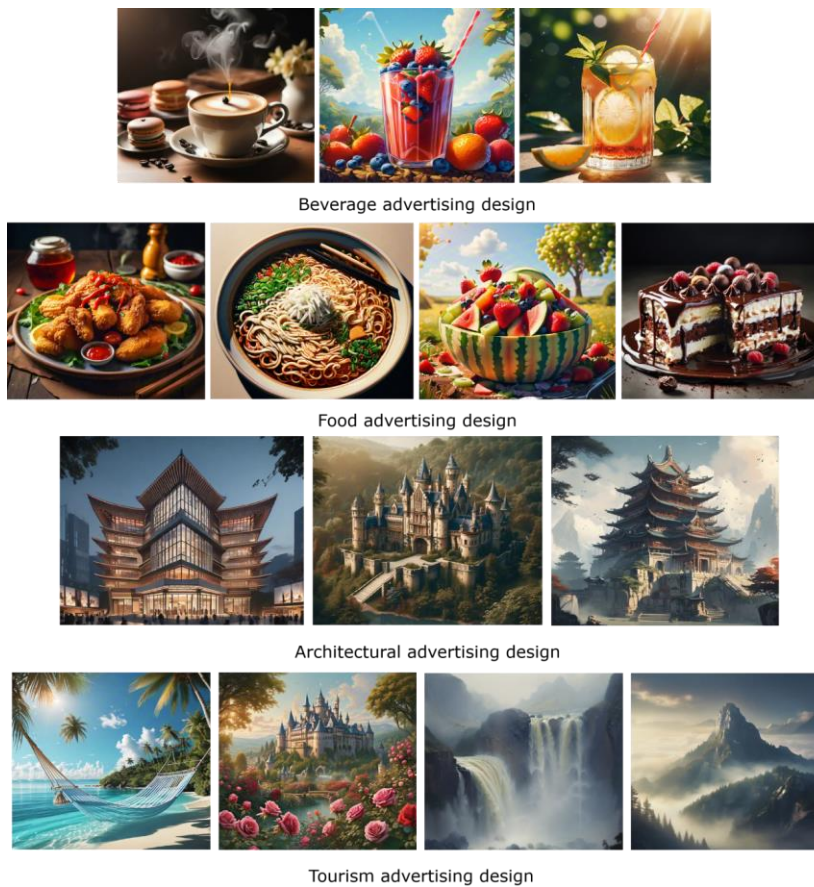 Beverage advertising design
Food advertising design
Architectural advertising design
Tourism advertising design